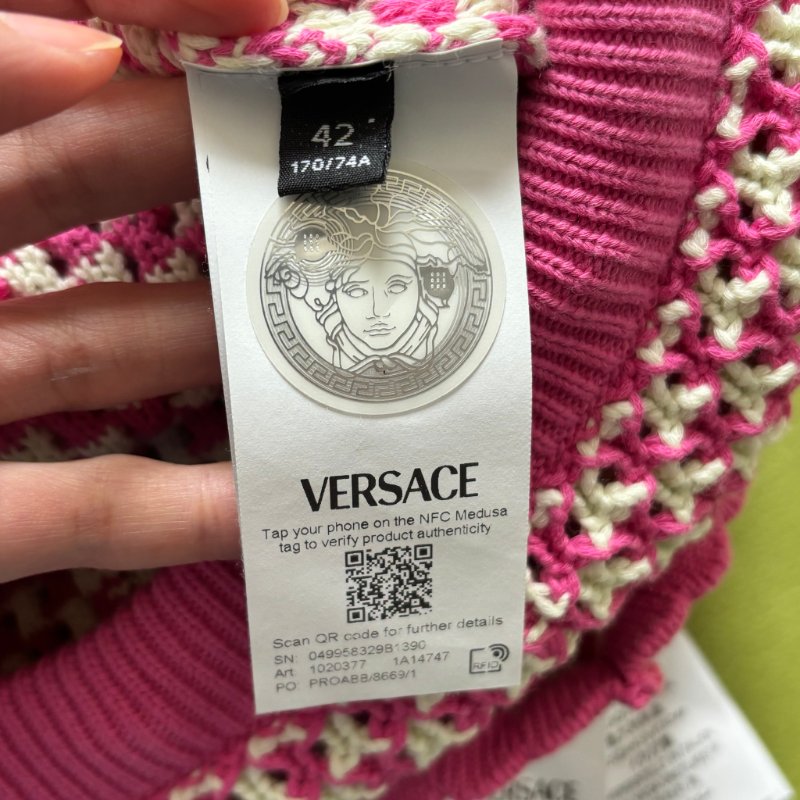 42
170/74A
VERSACE
Tap your phone on the NFC Medusa
tag to verify product authenticity
Scan QR code for further details
SN: 049958329B1390
Art. 1020377 1A14747
PO: PROABB/8669/1
RFID